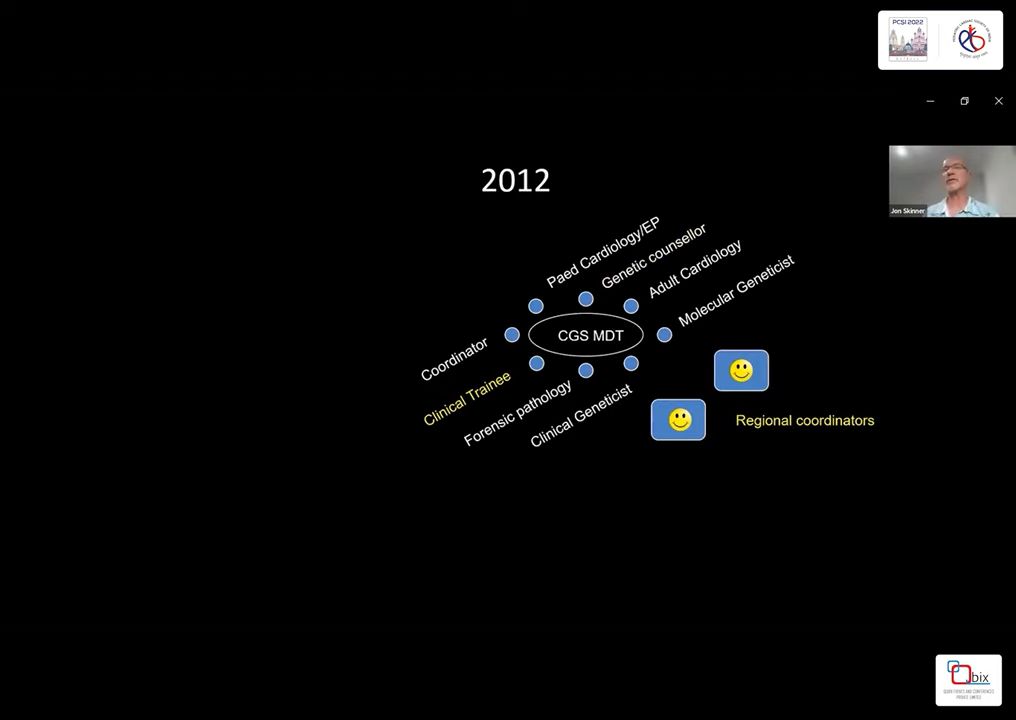 PCSI 2022
2012
Jon Skinner
Paed Cardiology/EP
Genetic counsellor
Adult Cardiology
Molecular Geneticist
CGS MDT
Coordinator
Clinical Trainee
Forensic pathology
Clinical Geneticist
Regional coordinators
bix